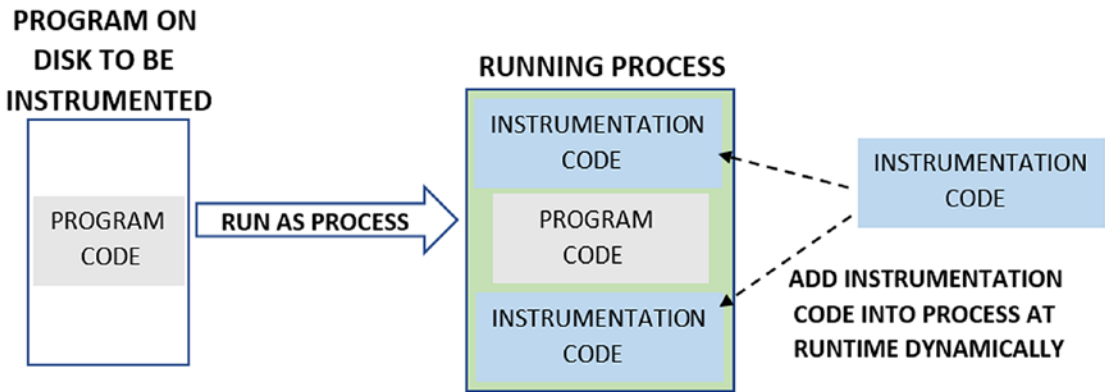 PROGRAM ON
DISK TO BE
INSTRUMENTED
PROGRAM
CODE
RUN AS PROCESS
RUNNING PROCESS
INSTRUMENTATION
CODE
PROGRAM
CODE
INSTRUMENTATION
CODE
INSTRUMENTATION
CODE
ADD INSTRUMENTATION
CODE INTO PROCESS AT
RUNTIME DYNAMICALLY